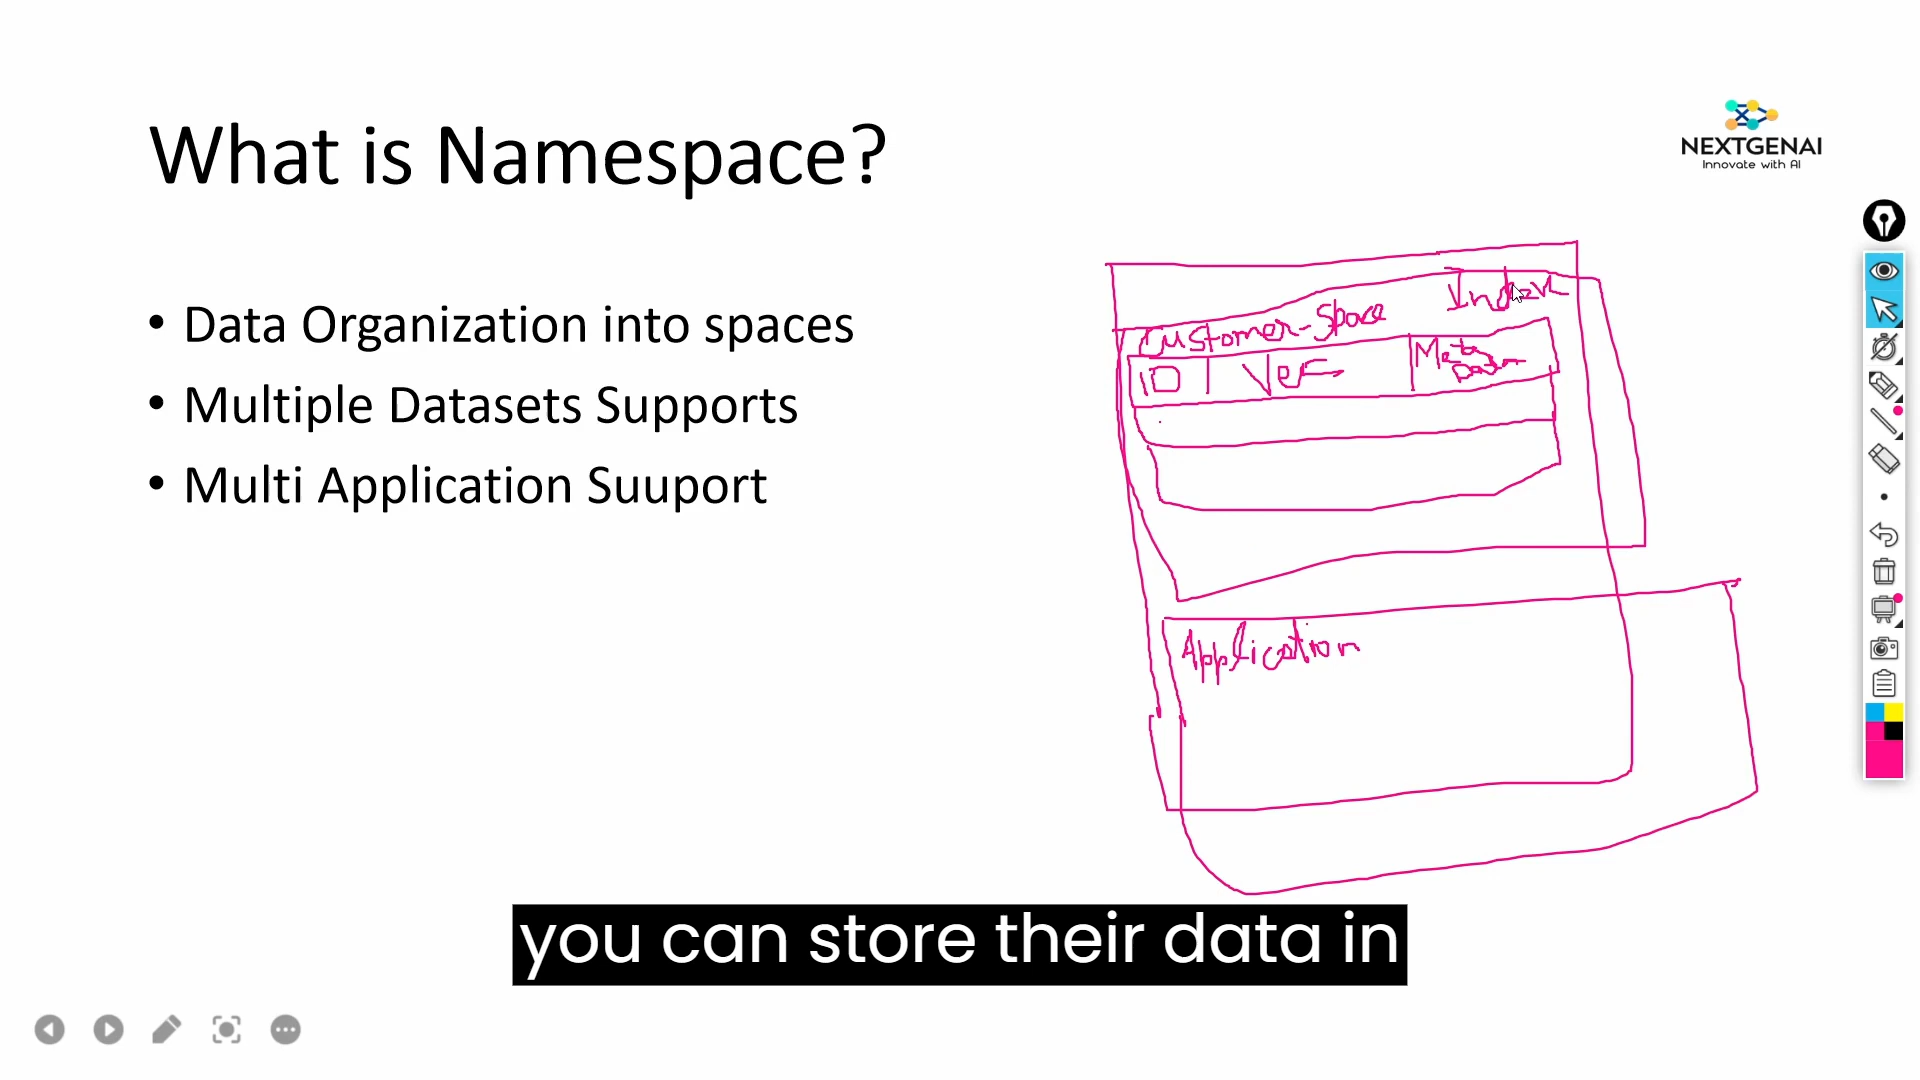 What is Namespace?
NEXTGENAI
Innovate with AI
• Data Organization into spaces
• Multiple Datasets Supports
• Multi Application Suuport
Index
Customer-Space
ID Vec Meta
Data
Application
you can store their data in